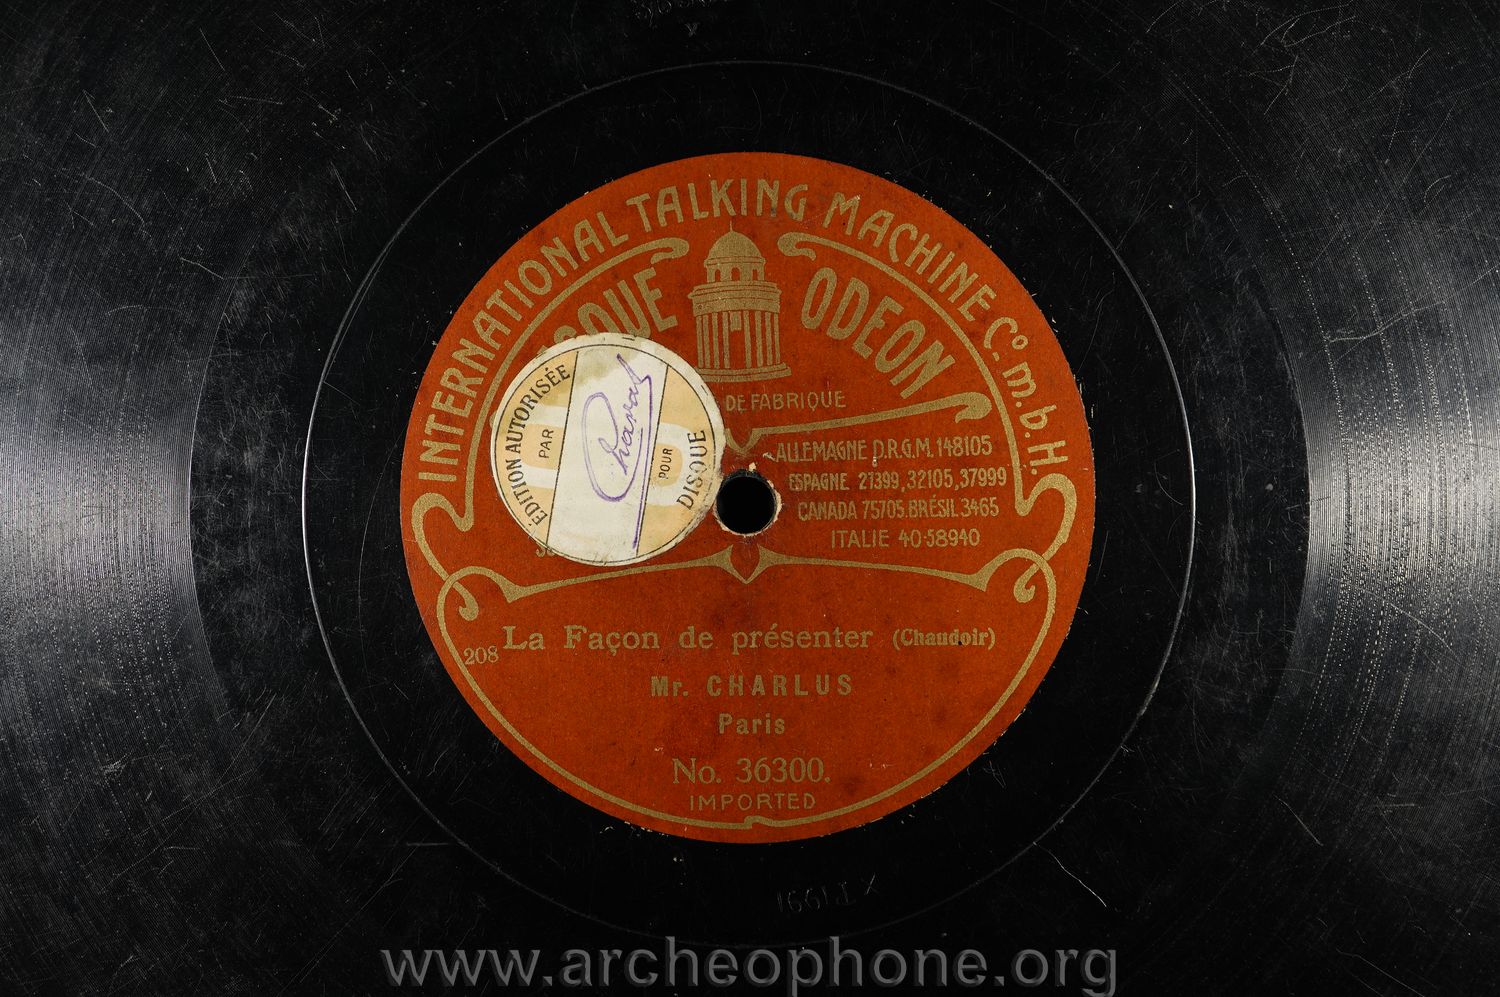 INTERNATIONAL TALKING MACHINE Co. m.b.H.
ODEON
DE FABRIQUE
ALLEMAGNE D.R.G.M. 148105
ESPAGNE 21399, 32105, 37999
CANADA 75705. BRÉSIL 3465
ITALIE 40-58940
ÉDITION AUTORISÉE
PAR
POUR
DISQUE
208 La Façon de présenter (Chaudoir)
Mr. CHARLUS
Paris
No. 36300.
IMPORTED
www.archeophone.org